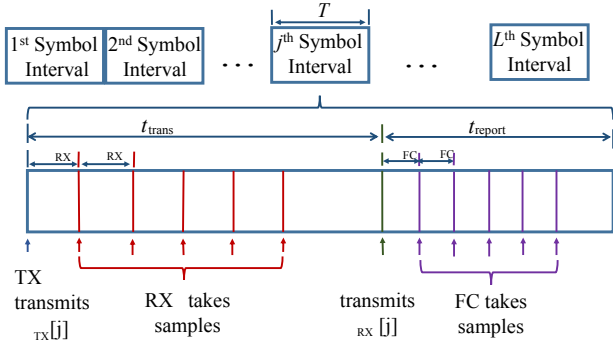 T
1st Symbol Interval
2nd Symbol Interval
...
jth Symbol Interval
...
Lth Symbol Interval
ttrans
treport
RX
RX
FC
FC
TX
transmits
TX[j]
RX takes
samples
transmits
RX [j]
FC takes
samples